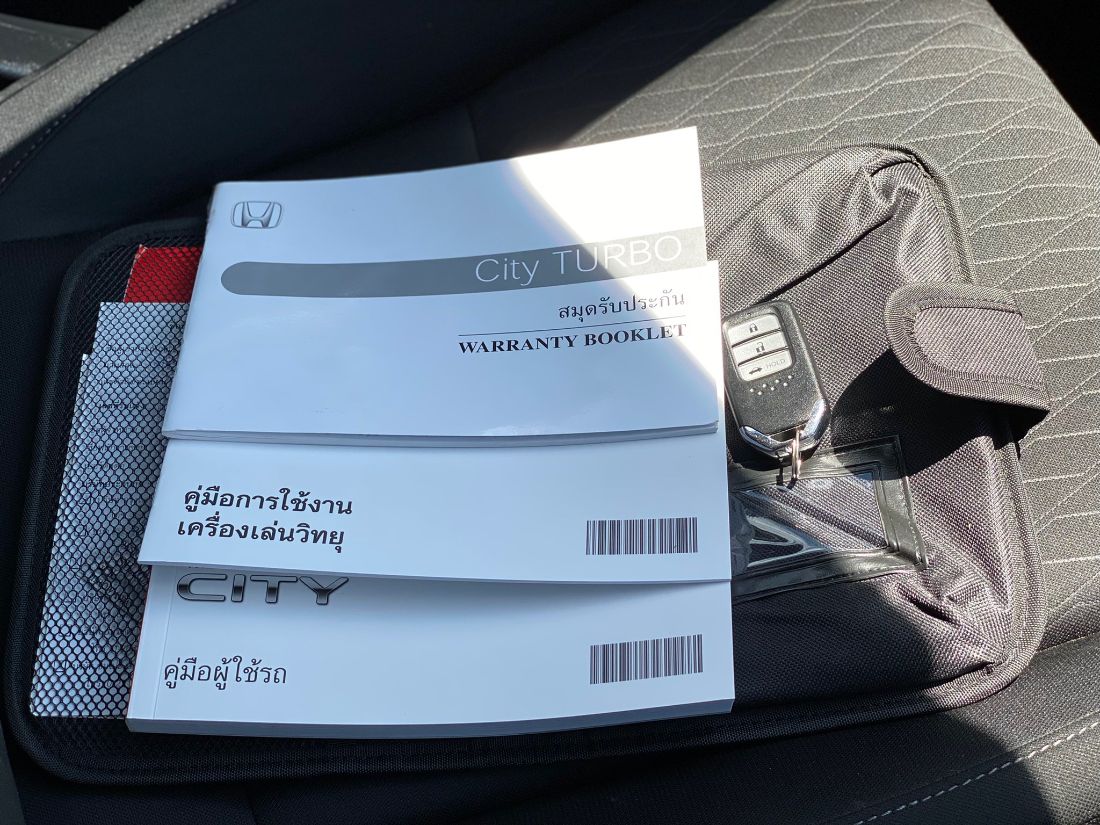 City TURBO
สมุดรับประกัน
WARRANTY BOOKLET
HOLD
คู่มือการใช้งาน
เครื่องเล่นวิทยุ
CITY
คู่มือผู้ใช้รถ